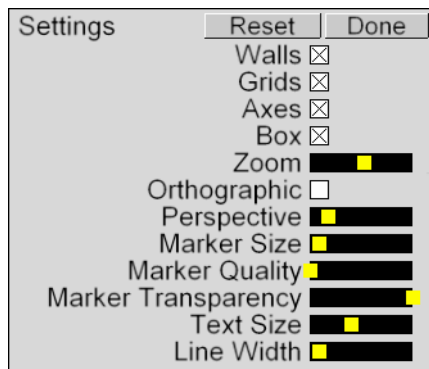 Settings Reset Done
Walls
Grids
Axes
Box
Zoom
Orthographic
Perspective
Marker Size
Marker Quality
Marker Transparency
Text Size
Line Width